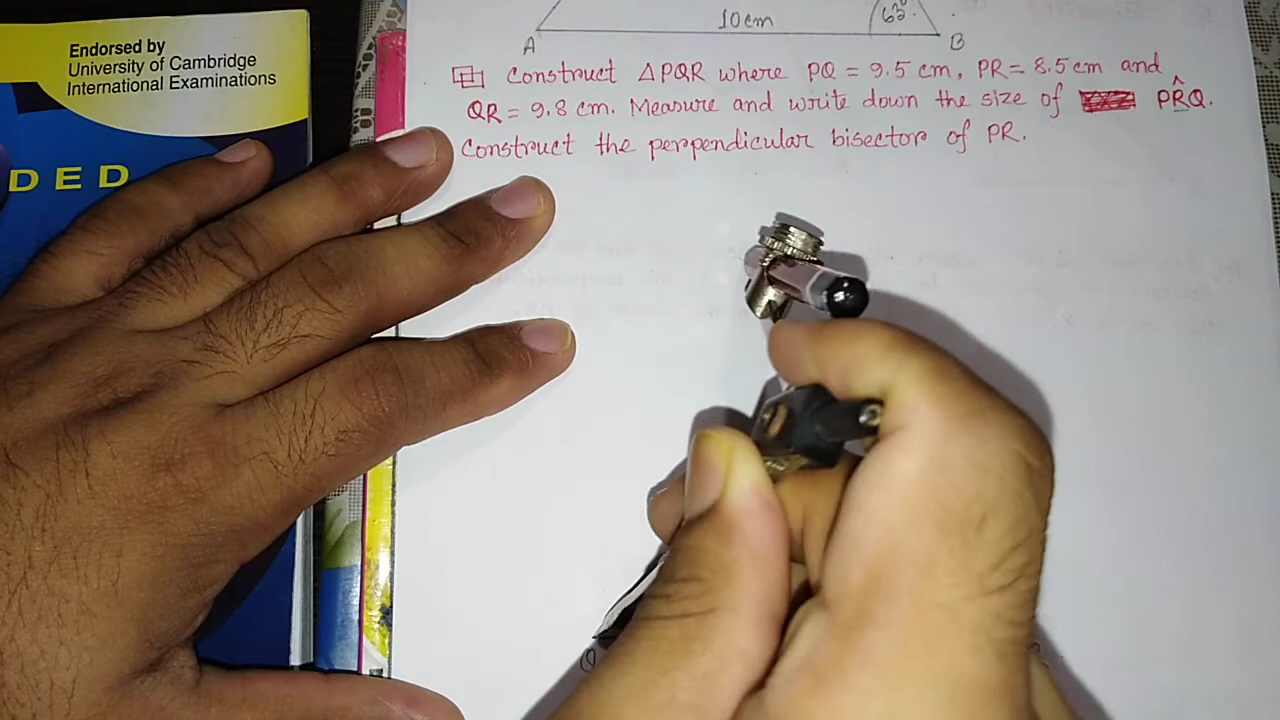 Endorsed by
University of Cambridge
International Examinations
DED
10cm
63°
A
B
Construct ΔPQR where PQ = 9.5 cm, PR = 8.5 cm and
QR = 9.8 cm. Measure and write down the size of PR̂Q.
Construct the perpendicular bisector of PR.
Q